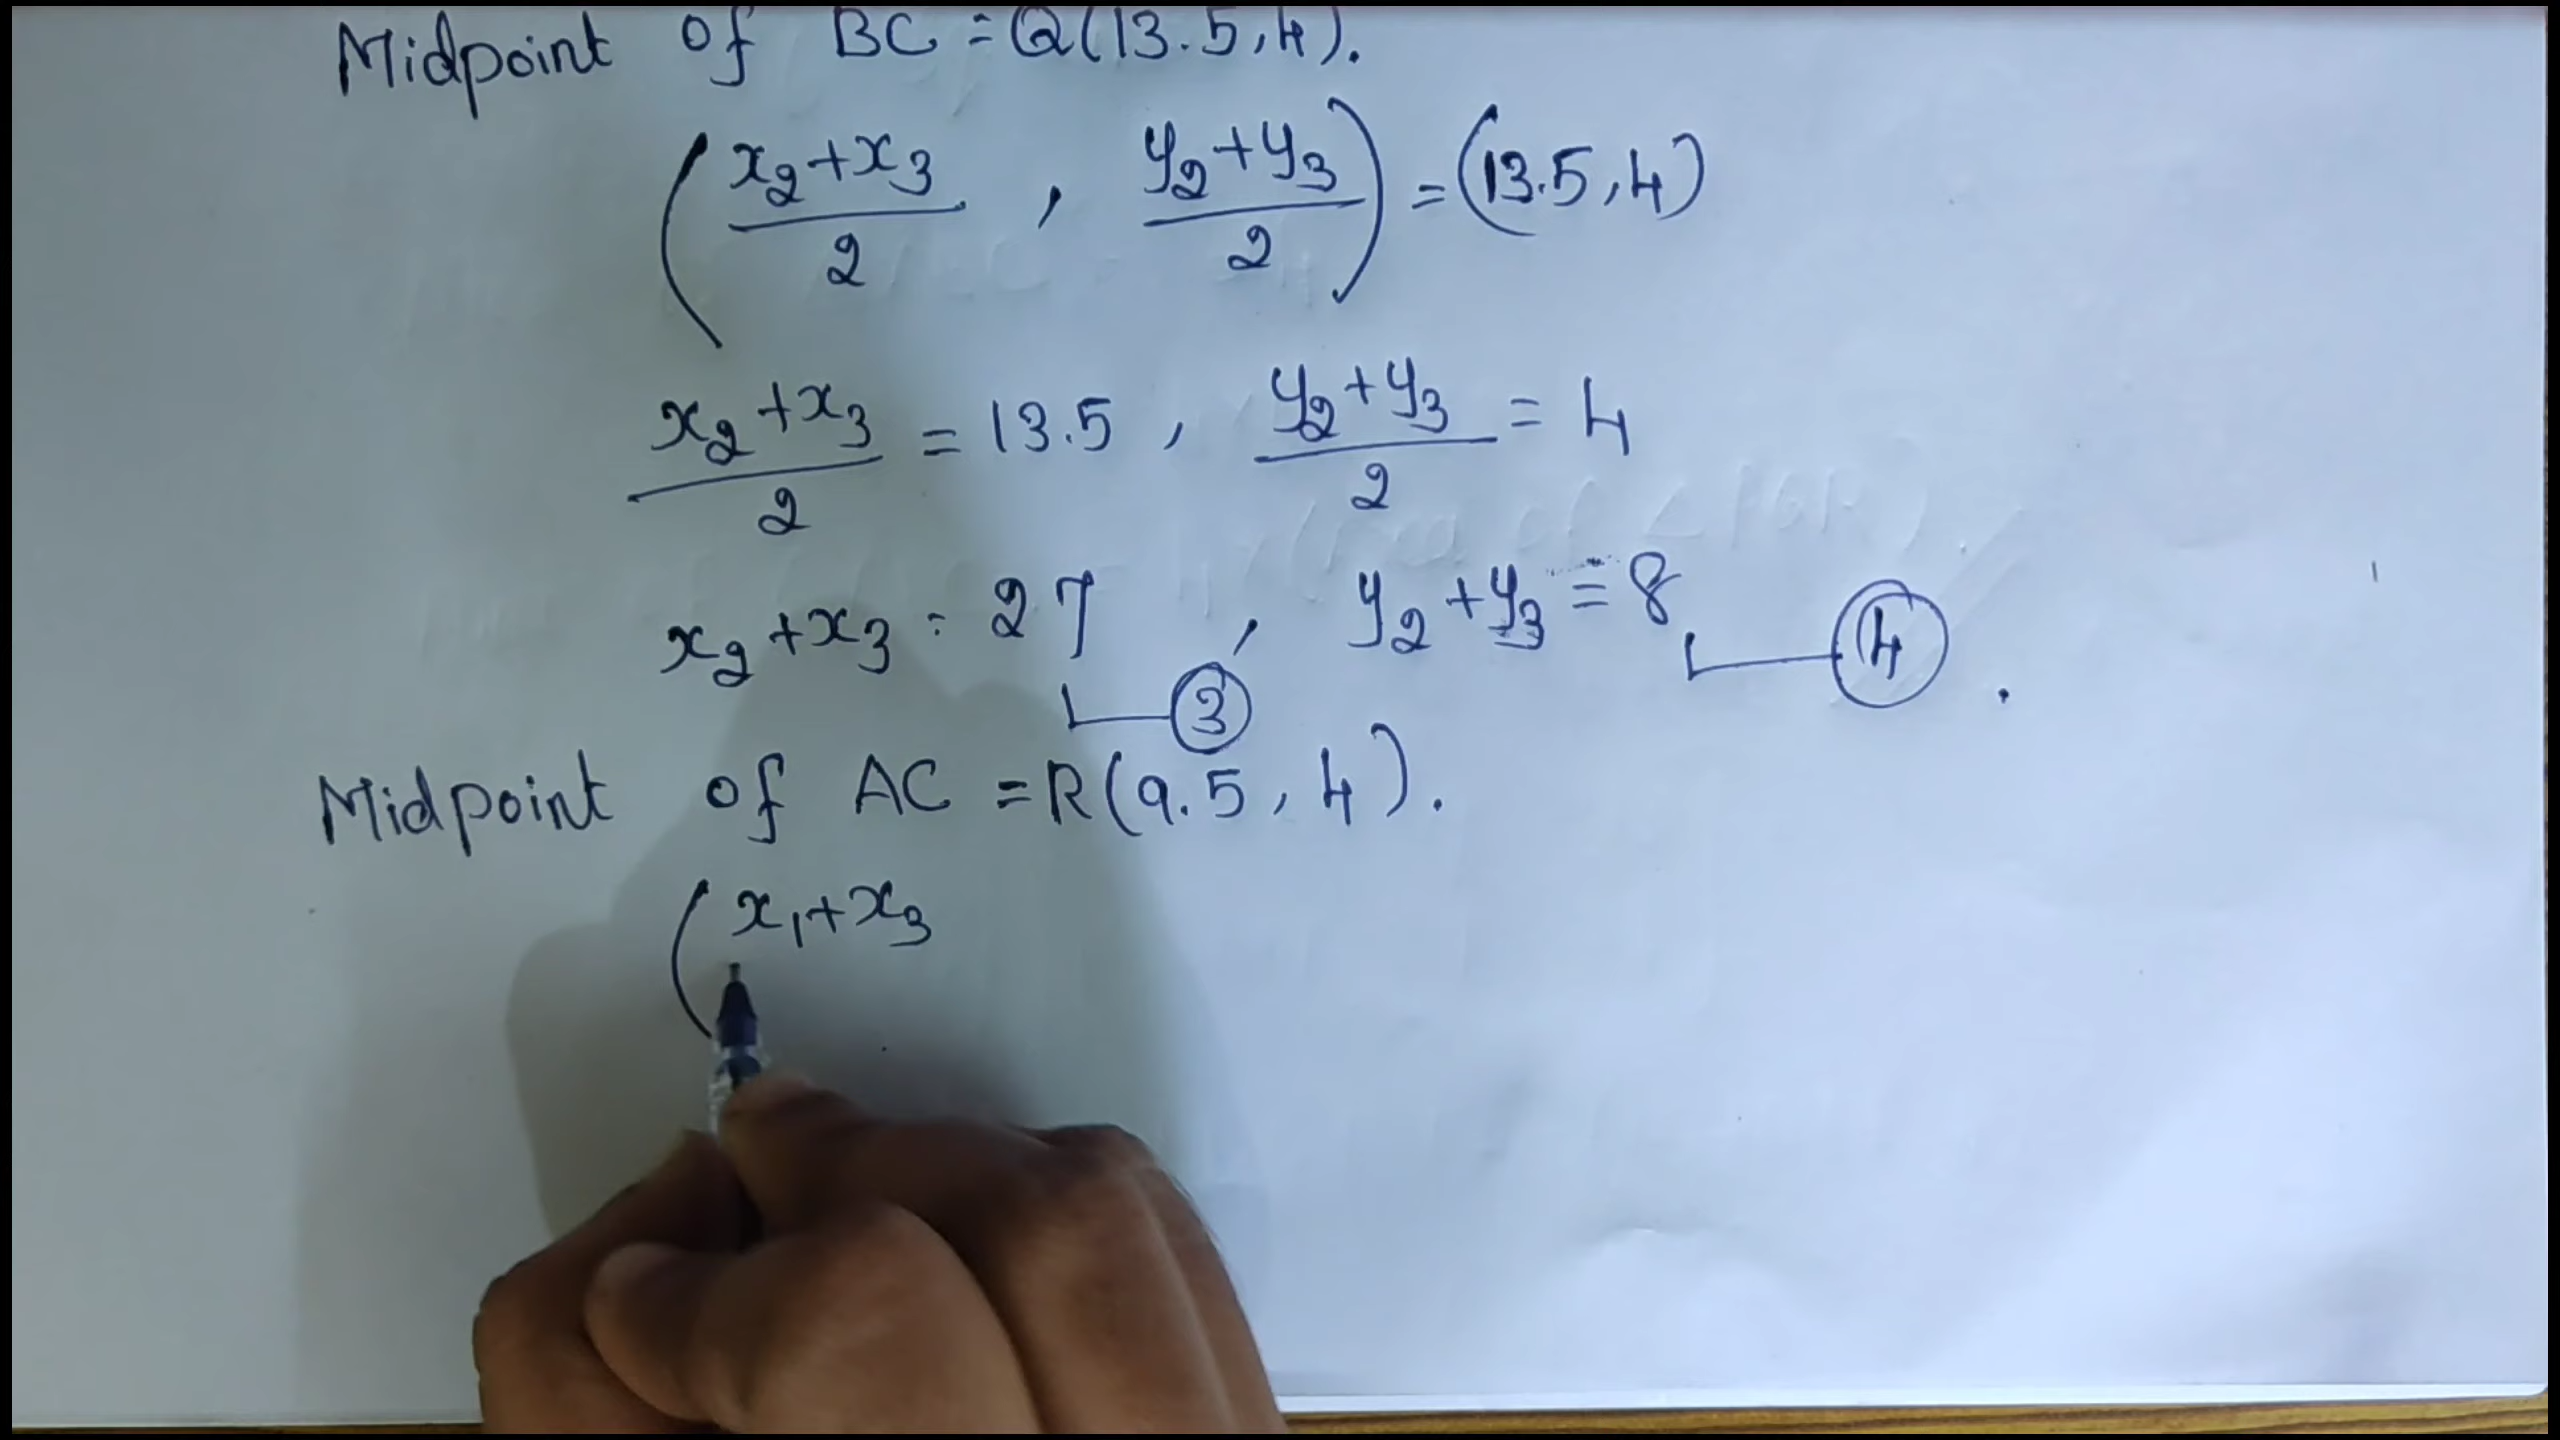 Midpoint of BC = Q(13.5, 4).
(x₂+x₃/2 , y₂+y₃/2) = (13.5, 4)
x₂+x₃/2 = 13.5 , y₂+y₃/2 = 4
x₂+x₃ = 27 , y₂+y₃ = 8
③ ④
Midpoint of AC = R(9.5, 4).
(x₁+x₃